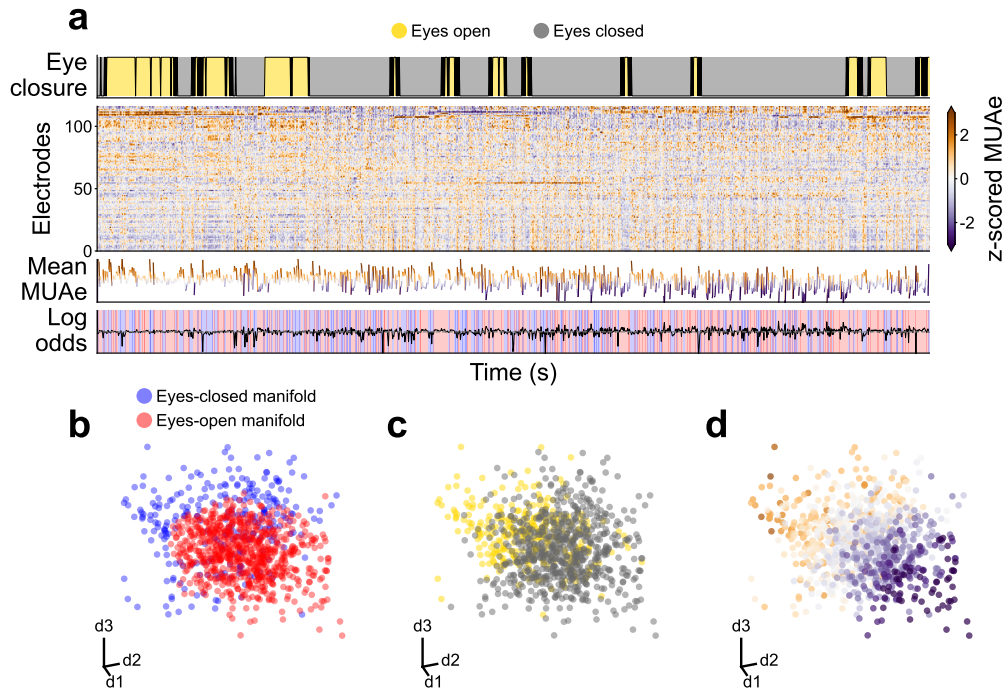 a
Eyes open
Eyes closed
Eye
closure
Electrodes
100
50
0
2
0
−2
z-scored MUAe
Mean
MUAe
Log
odds
Time (s)
Eyes-closed manifold
Eyes-open manifold
b
c
d
d3
d2
d1
d3
d2
d1
d3
d2
d1